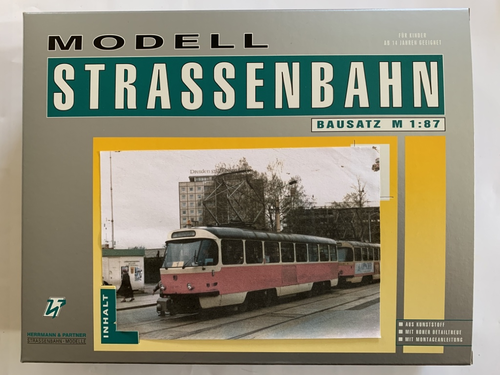 MODELL
FÜR KINDER
AB 14 JAHREN GEEIGNET
STRASSENBAHN
BAUSATZ M 1:87
INHALT
HERRMANN & PARTNER
STRASSENBAHN-MODELLE
AUS KUNSTSTOFF
MIT HOHER DETAILTREUE
MIT MONTAGEANLEITUNG